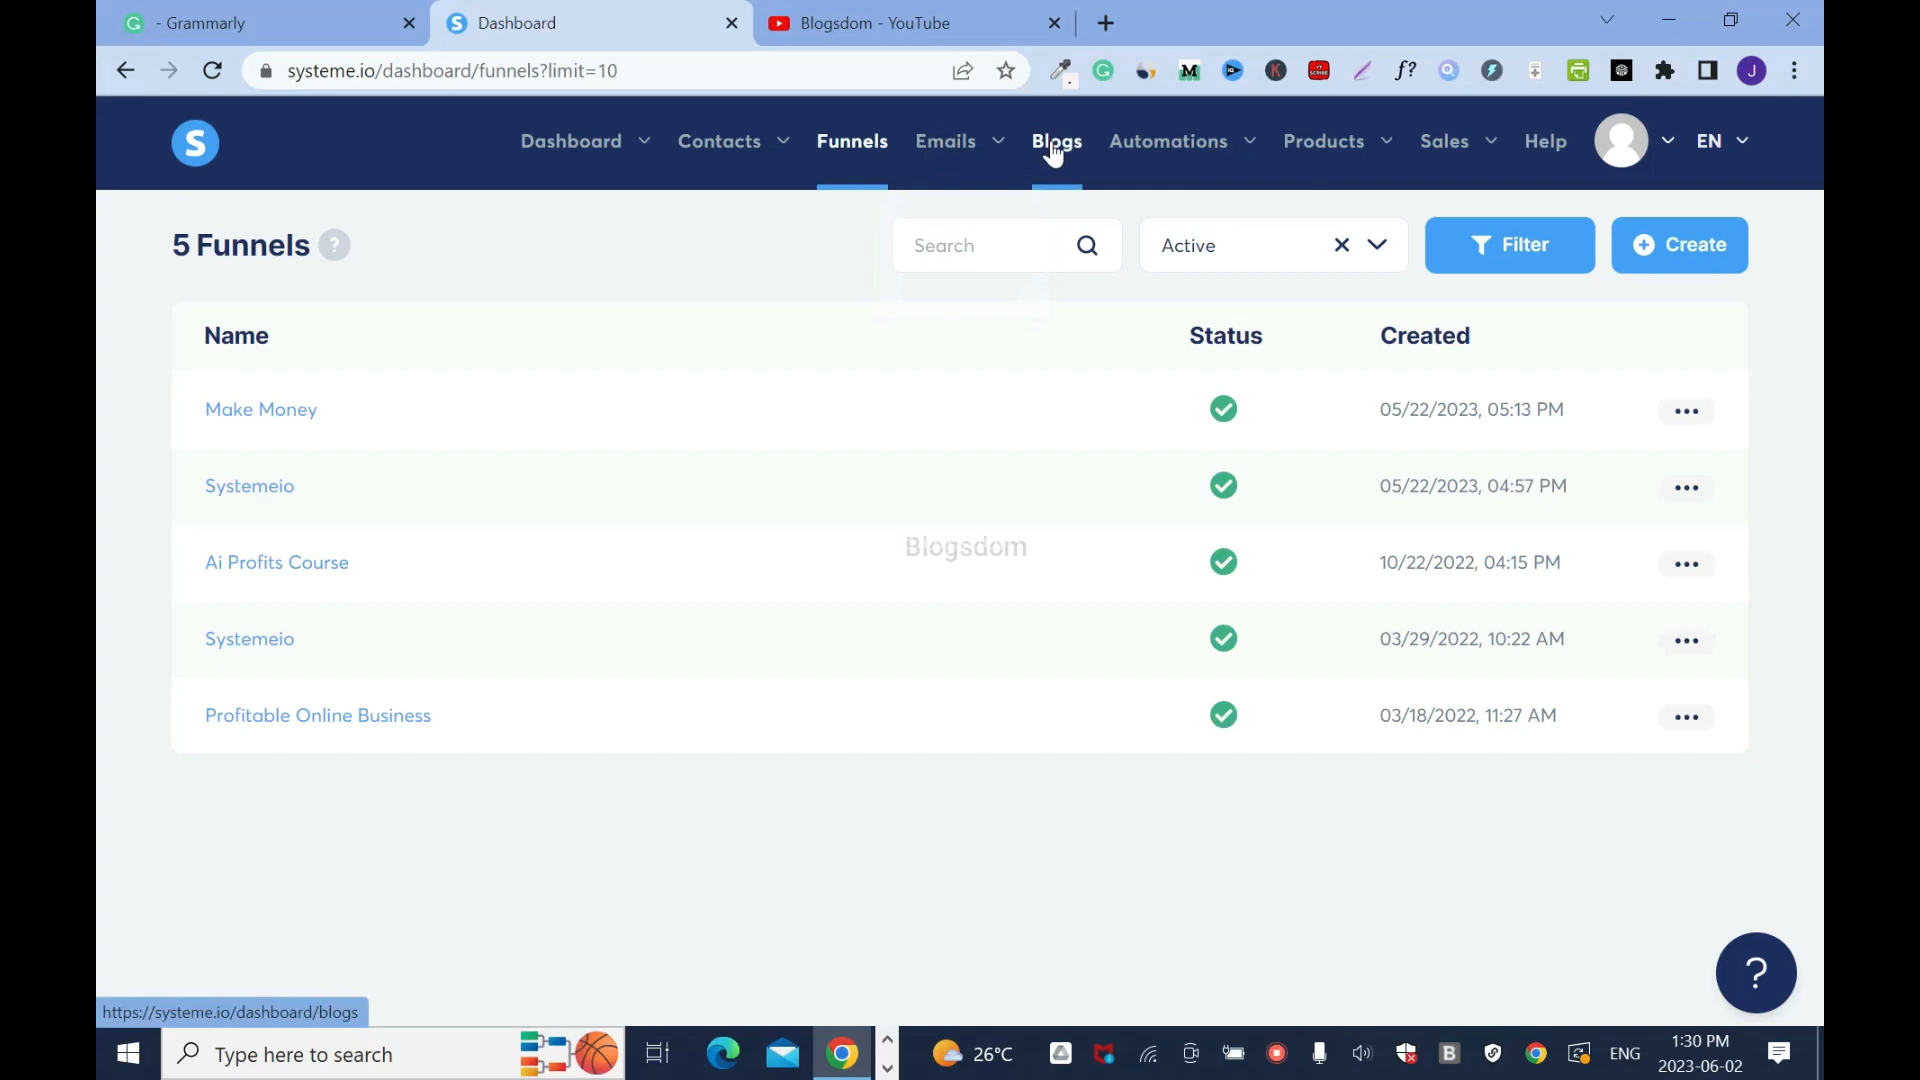 - Grammarly
Dashboard
Blogsdom - YouTube
systeme.io/dashboard/funnels?limit=10
J
S
Dashboard
Contacts
Funnels
Emails
Blogs
Automations
Products
Sales
Help
EN
5 Funnels ?
Search
Active
Filter
Create
Name
Status
Created
Make Money
05/22/2023, 05:13 PM
Systemeio
05/22/2023, 04:57 PM
Ai Profits Course
10/22/2022, 04:15 PM
Systemeio
03/29/2022, 10:22 AM
Profitable Online Business
03/18/2022, 11:27 AM
Blogsdom
?
https://systeme.io/dashboard/blogs
Type here to search
26°C
ENG
1:30 PM
2023-06-02